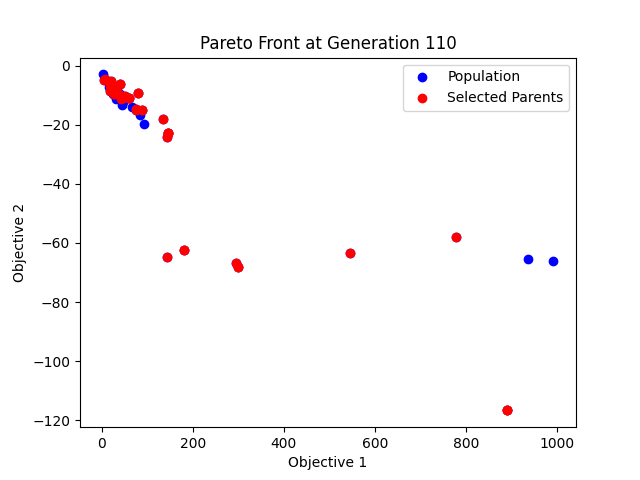 Pareto Front at Generation 110
Population
Selected Parents
Objective 2
0
−20
−40
−60
−80
−100
−120
0
200
400
600
800
1000
Objective 1